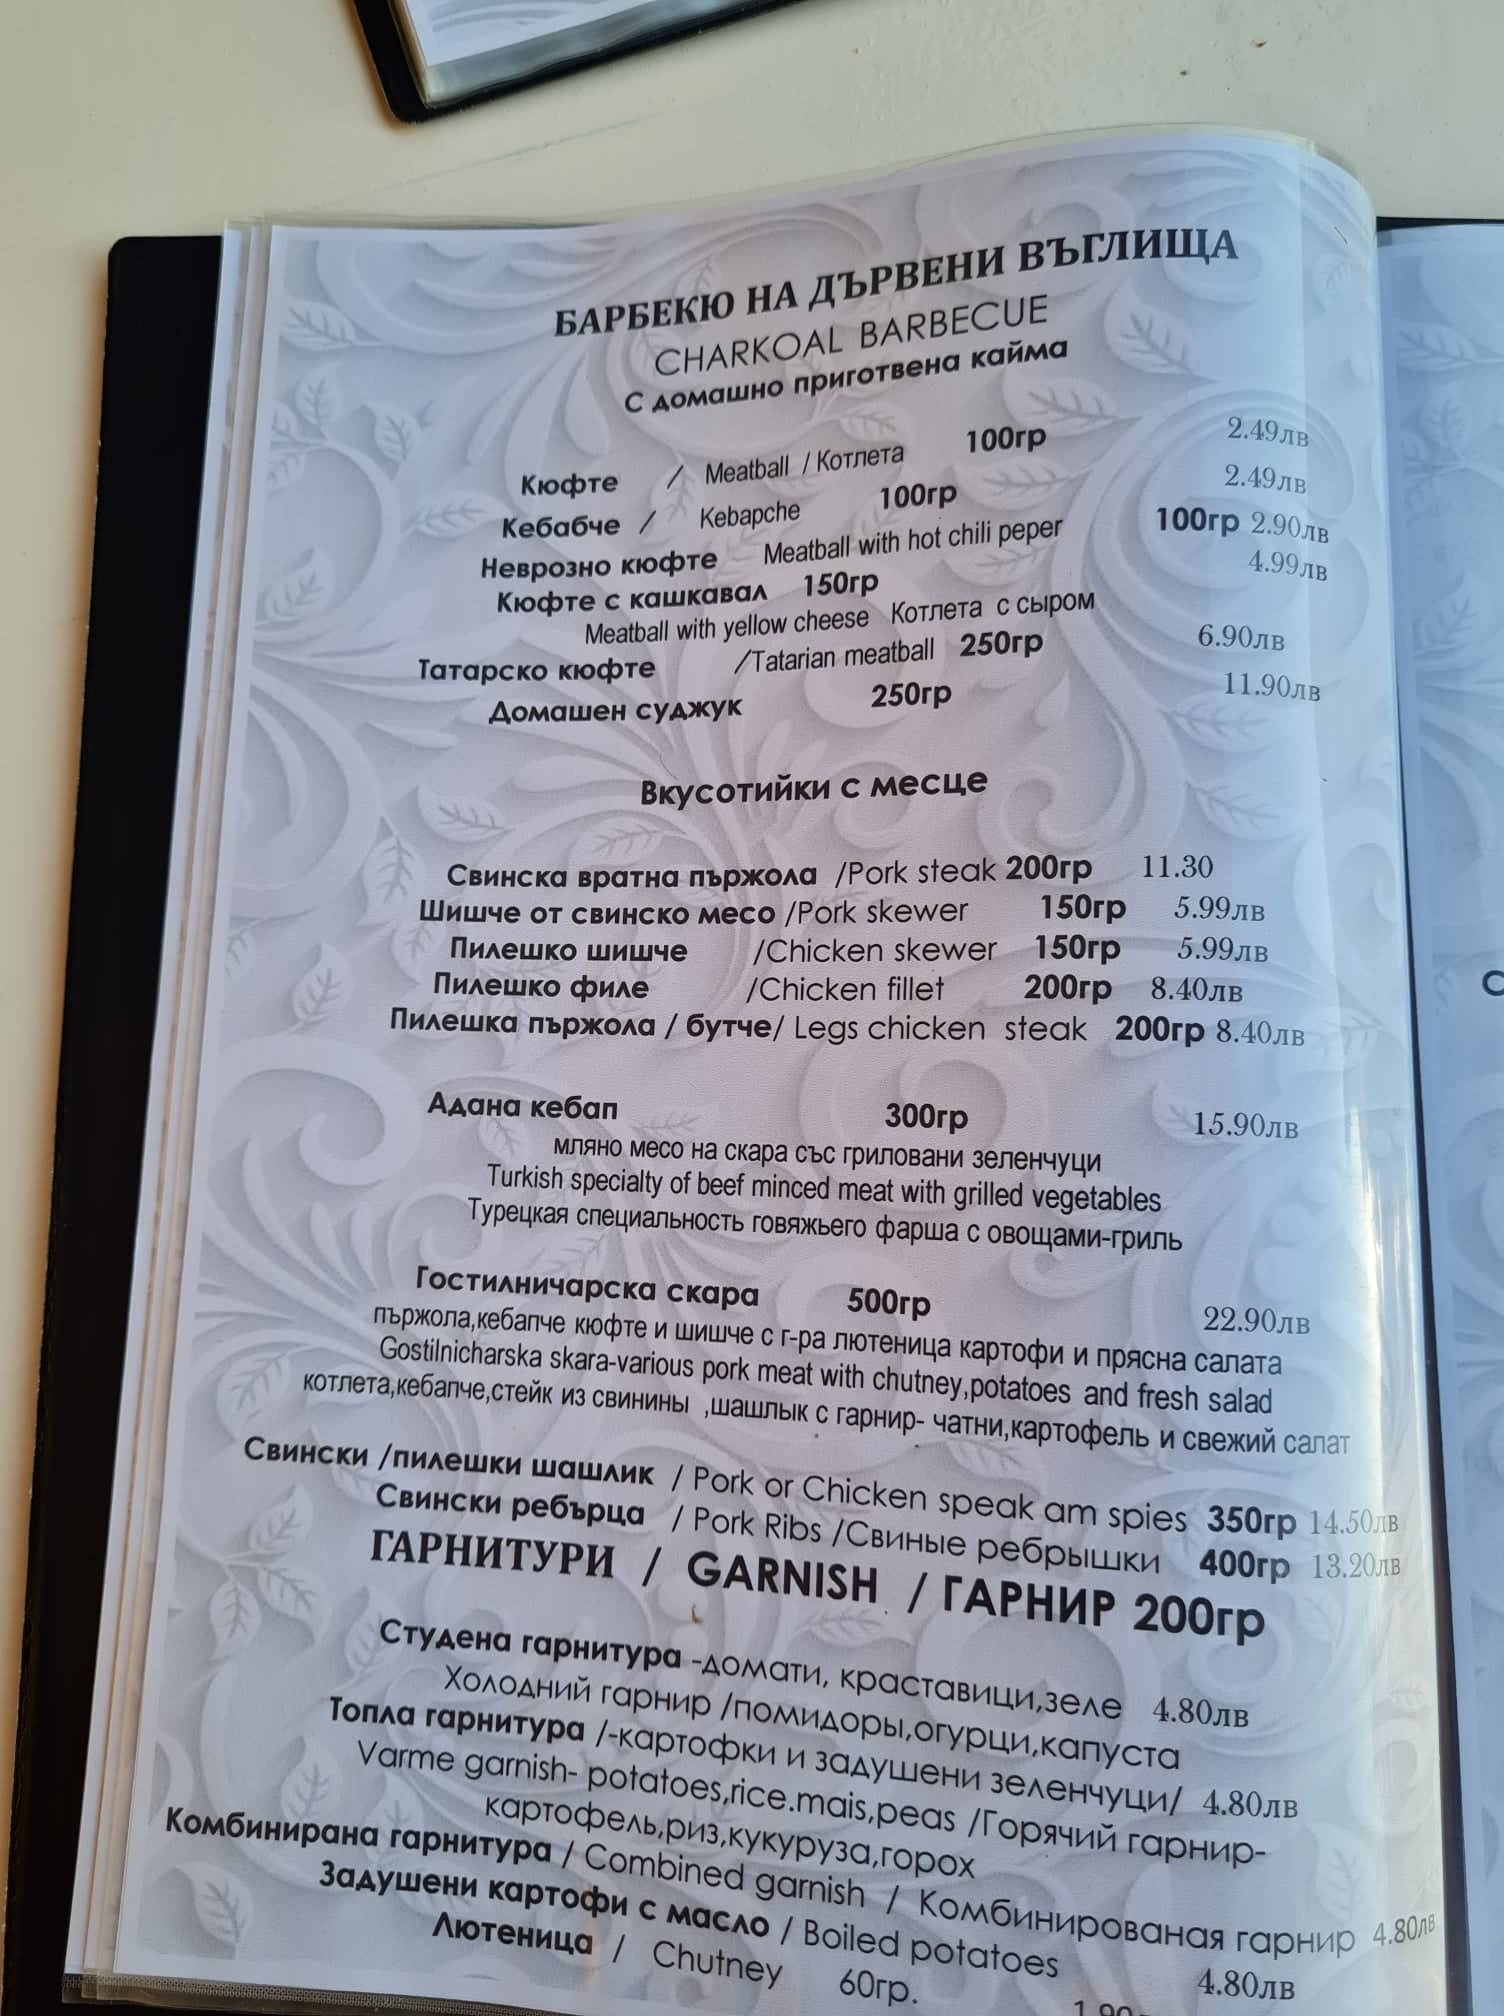 БАРБЕКЮ НА ДЪРВЕНИ ВЪГЛИЩА
CHARKOAL BARBECUE
С домашно приготвена кайма
Кюфте / Meatball / Котлета 100гр 2.49лв
Кебабче / Kebapche 100гр 2.49лв
Неврозно кюфте Meatball with hot chili peper 100гр 2.90лв
Кюфте с кашкавал 150гр 4.99лв
Meatball with yellow cheese Котлета с сыром
Татарско кюфте /Tatarian meatball 250гр 6.90лв
Домашен суджук 250гр 11.90лв
Вкусотийки с месце
Свинска вратна пържола /Pork steak 200гр 11.30
Шишче от свинско месо /Pork skewer 150гр 5.99лв
Пилешко шишче /Chicken skewer 150гр 5.99лв
Пилешко филе /Chicken fillet 200гр 8.40лв
Пилешка пържола / бутче/ Legs chicken steak 200гр 8.40лв
Адана кебап 300гр 15.90лв
мляно месо на скара със гриловани зеленчуци
Turkish specialty of beef minced meat with grilled vegetables
Турецкая специальность говяжьего фарша с овощами-гриль
Гостилничарска скара 500гр 22.90лв
пържола,кебапче кюфте и шишче с г-ра лютеница картофи и прясна салата
Gostilnicharska skara-various pork meat with chutney,potatoes and fresh salad
котлета,кебапче,стейк из свинины ,шашлык с гарнир- чатни,картофель и свежий салат
Свински /пилешки шашлик / Pork or Chicken speak am spies 350гр 14.50лв
Свински ребърца / Pork Ribs /Свиные ребрышки 400гр 13.20лв
ГАРНИТУРИ / GARNISH / ГАРНИР 200гр
Студена гарнитура -домати, краставици,зеле 4.80лв
Холодний гарнир /помидоры,огурци,капуста
Топла гарнитура /-картофки и задушени зеленчуци/ 4.80лв
Varme garnish- potatoes,rice.mais,peas /Горячий гарнир-
картофель,риз,кукуруза,горох
Комбинирана гарнитура / Combined garnish / Комбинированая гарнир 4.80лв
Задушени картофи с масло / Boiled potatoes 4.80лв
Лютеница / Chutney 60гр.